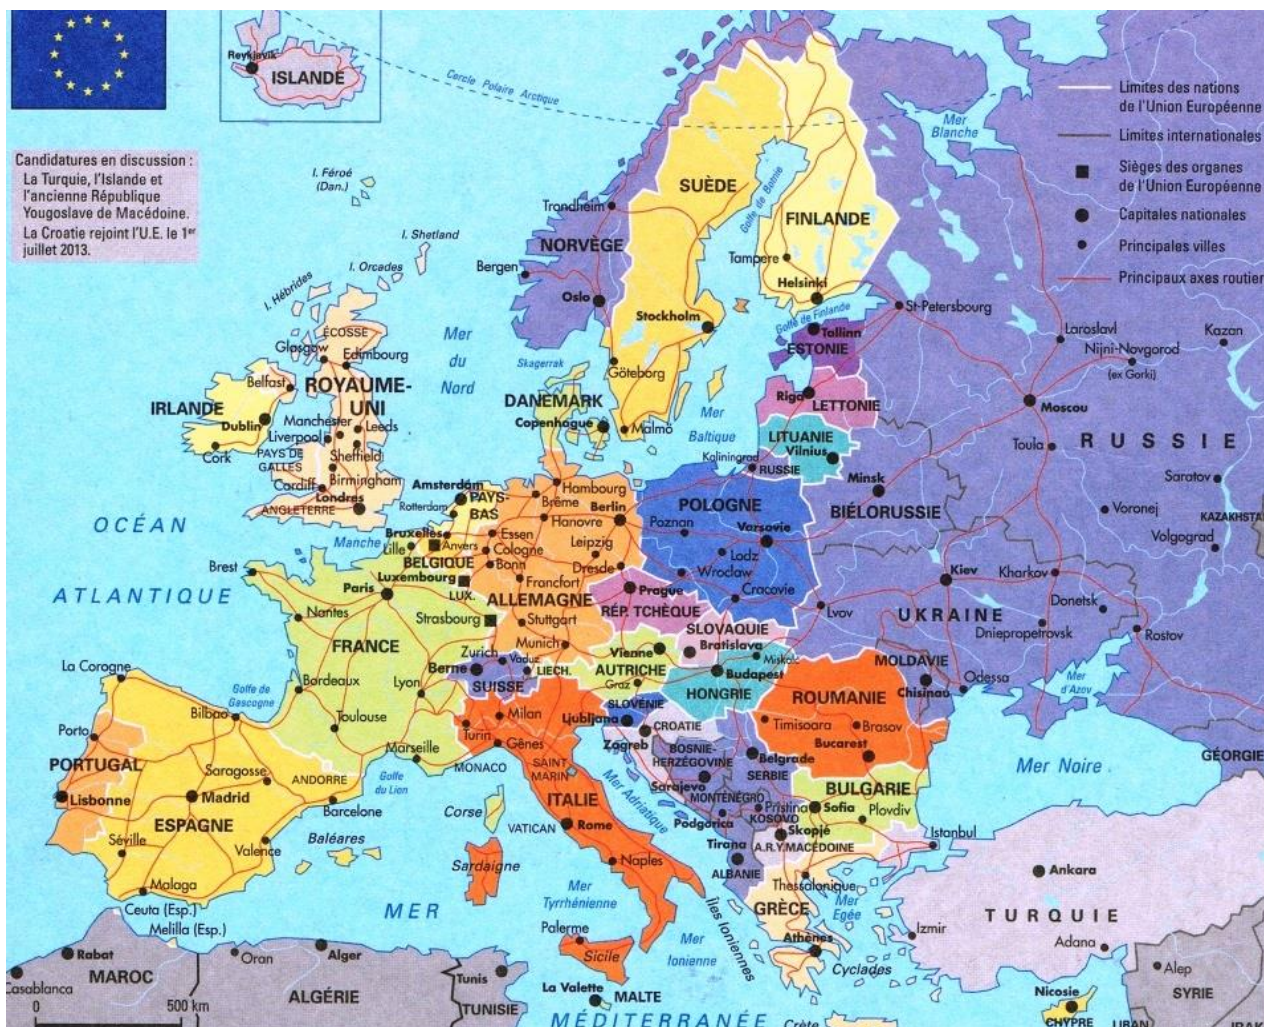 Reykjavik
ISLANDE
Cercle Polaire Arctique
Candidatures en discussion :
La Turquie, l'Islande et
l'ancienne République
Yougoslave de Macédoine.
La Croatie rejoint l'U.E. le 1er
juillet 2013.
Limites des nations
de l'Union Européenne
Limites internationales
Sièges des organes
de l'Union Européenne
Capitales nationales
Principales villes
Principaux axes routier
Mer
Blanche
I. Féroé
(Dan.)
SUÈDE
Golfe de Botnie
FINLANDE
Trondheim
NORVÈGE
I. Shetland
Tampere
Bergen
I. Orcades
I. Hébrides
Helsinki
Oslo
Stockholm
Golfe de Finlande
St-Petersbourg
Tallinn
ESTONIE
Iaroslavl
Kazan
Nijni-Novgorod
(ex Gorki)
ÉCOSSE
Glasgow
Edimbourg
Mer
du
Nord
Skagerrak
Göteborg
Belfast
ROYAUME-
UNI
IRLANDE
Dublin
DANEMARK
Copenhague
Malmö
Mer
Baltique
Riga
LETTONIE
Moscou
RUSSIE
Manchester
Leeds
Liverpool
Cork
PAYS DE
GALLES
Sheffield
Birmingham
Cardiff
Londres
ANGLETERRE
LITUANIE
Vilnius
Kaliningrad
RUSSIE
Toula
Saratov
Minsk
BIÉLORUSSIE
Voronej
KAZAKHSTA
Volgograd
Amsterdam
PAYS-
BAS
Rotterdam
Hambourg
Brême
Berlin
Hanovre
POLOGNE
Poznan
Varsovie
OCÉAN
ATLANTIQUE
Manche
Bruxelles
Lille
Anvers
BELGIQUE
Essen
Cologne
Bonn
Leipzig
Dresde
Lodz
Wroclaw
Cracovie
Kiev
Kharkov
Brest
Paris
Luxembourg
LUX.
Francfort
ALLEMAGNE
Prague
RÉP. TCHÈQUE
Lvov
UKRAINE
Donetsk
Dniepropetrovsk
Rostov
Nantes
Strasbourg
Stuttgart
SLOVAQUIE
Bratislava
FRANCE
Munich
Vienne
Miskolc
MOLDAVIE
Chisinau
Odessa
Mer
d'Azov
La Corogne
Zurich
Vaduz
Berne
LIECH.
SUISSE
AUTRICHE
Graz
Budapest
HONGRIE
ROUMANIE
Golfe de
Gascogne
Bordeaux
Lyon
SLOVÉNIE
Ljubljana
CROATIE
Zagreb
Timisoara
Brasov
Bucarest
Porto
Bilbao
Toulouse
Milan
Turin
Gênes
BOSNIE-
HERZÉGOVINE
Belgrade
SERBIE
GÉORGIE
PORTUGAL
Saragosse
ANDORRE
Marseille
Golfe
du Lion
MONACO
SAINT
MARIN
Mer Adriatique
Sarajevo
MONTÉNÉGRO
BULGARIE
Mer Noire
Lisbonne
Madrid
Barcelone
Corse
ITALIE
Pristina
KOSOVO
Sofia
Plovdiv
ESPAGNE
VATICAN
Rome
Podgorica
Skopjé
A.R.Y.MACÉDOINE
Istanbul
Séville
Valence
Baléares
Sardaigne
Naples
Tirana
ALBANIE
Thessalonique
Ankara
Malaga
Ceuta (Esp.)
Melilla (Esp.)
MER
Mer
Tyrrhénienne
GRÈCE
Mer
Egée
TURQUIE
Palerme
Îles Ioniennes
Izmir
Adana
Mer
Ionienne
Athènes
Sicile
Cyclades
Rabat
MAROC
Oran
Alger
Casablanca
ALGÉRIE
Tunis
TUNISIE
La Valette
MALTE
Alep
SYRIE
Nicosie
CHYPRE
LIBAN
IRAK
0
500 km
MÉDITERRANÉE
Crète